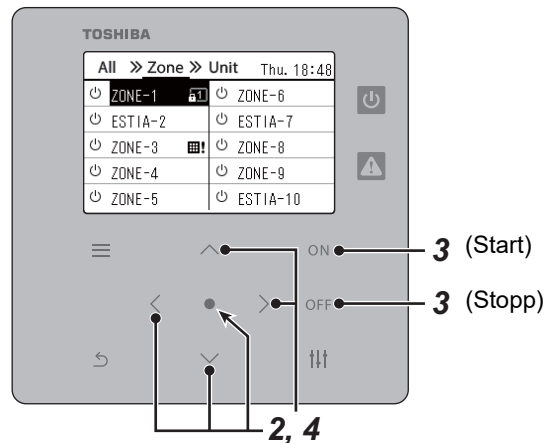 TOSHIBA
All >> Zone >> Unit Thu. 18:48
ZONE-1 1 ZONE-6
ESTIA-2 ESTIA-7
ZONE-3 ! ZONE-8
ZONE-4 ZONE-9
ZONE-5 ESTIA-10
ON 3 (Start)
OFF 3 (Stopp)
2, 4